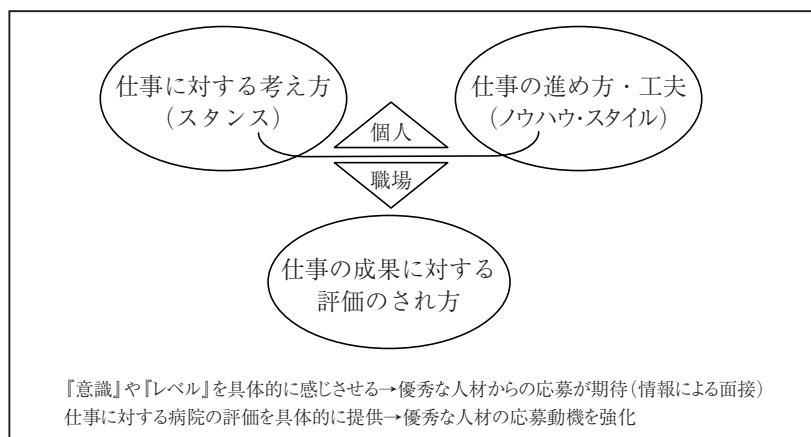 仕事に対する考え方
(スタンス)
仕事の進め方・工夫
(ノウハウ・スタイル)
個人
職場
仕事の成果に対する
評価のされ方
『意識』や『レベル』を具体的に感じさせる→優秀な人材からの応募が期待(情報による面接)
仕事に対する病院の評価を具体的に提供→優秀な人材の応募動機を強化